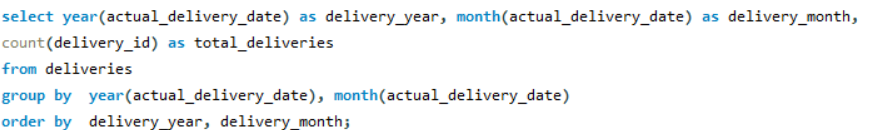 select year(actual_delivery_date) as delivery_year, month(actual_delivery_date) as delivery_month,
count(delivery_id) as total_deliveries
from deliveries
group by  year(actual_delivery_date), month(actual_delivery_date)
order by  delivery_year, delivery_month;